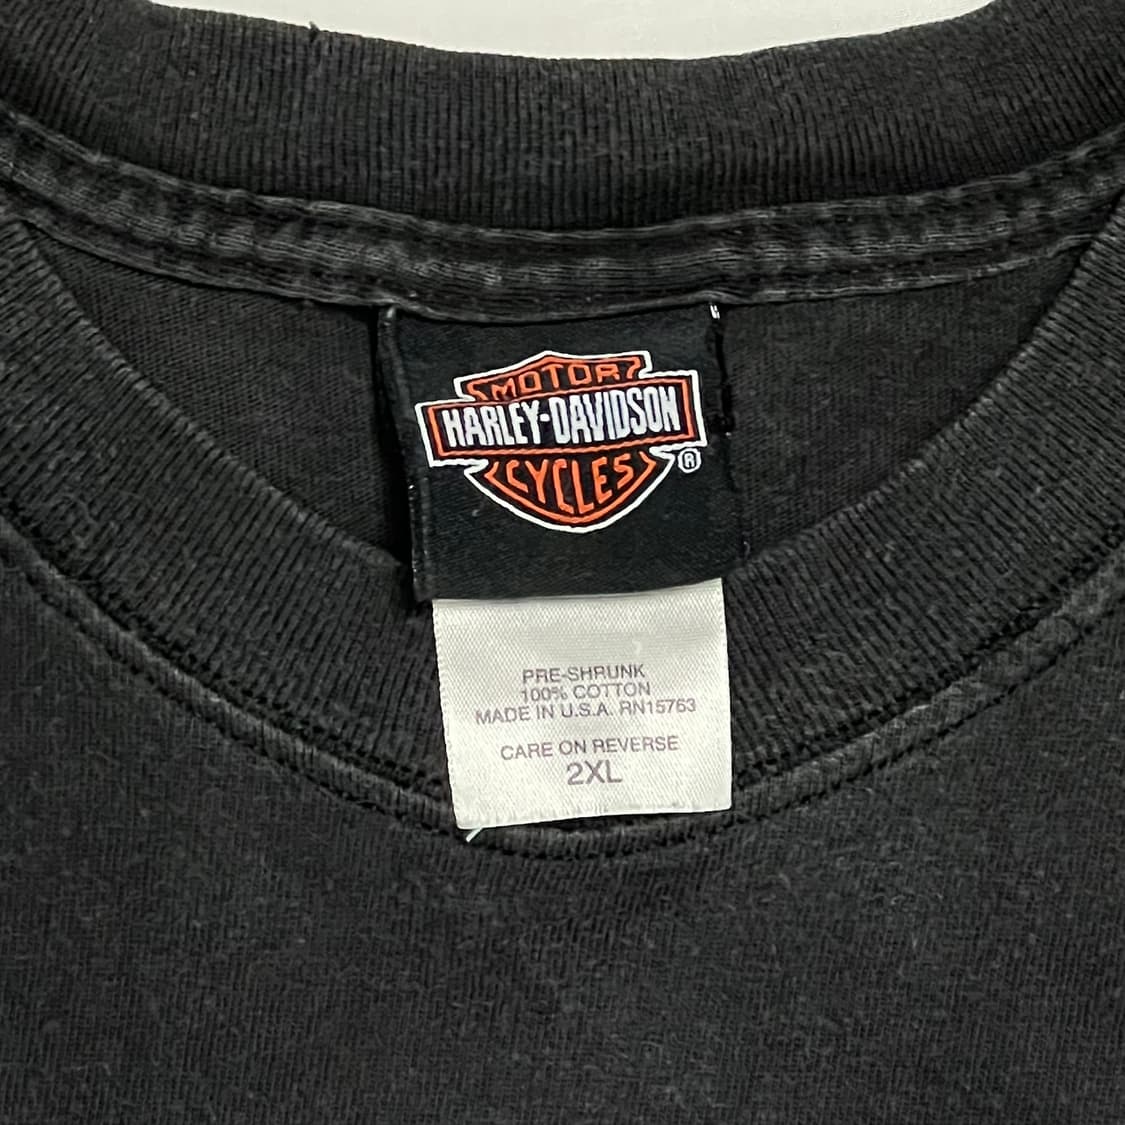 MOTOR
HARLEY-DAVIDSON
CYCLES
®
PRE-SHRUNK
100% COTTON
MADE IN U.S.A. RN15763
CARE ON REVERSE
2XL